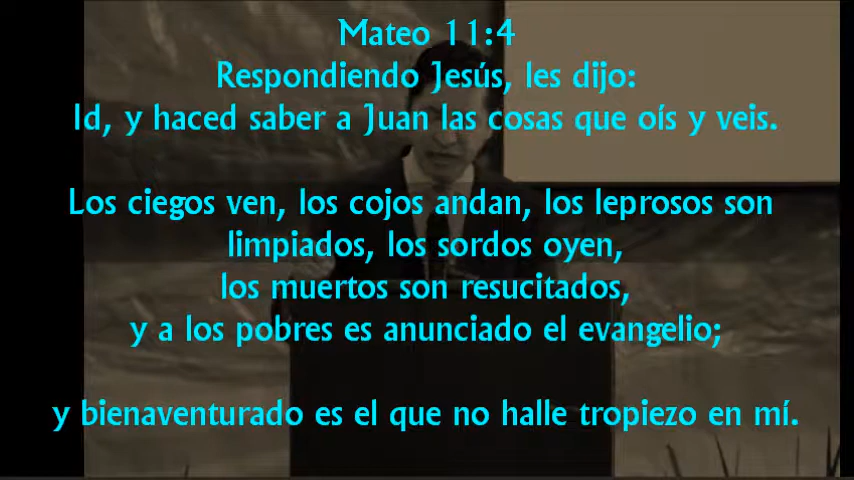 Mateo 11:4
Respondiendo Jesús, les dijo:
Id, y haced saber a Juan las cosas que oís y veis.
Los ciegos ven, los cojos andan, los leprosos son
limpiados, los sordos oyen,
los muertos son resucitados,
y a los pobres es anunciado el evangelio;
y bienaventurado es el que no halle tropiezo en mí.